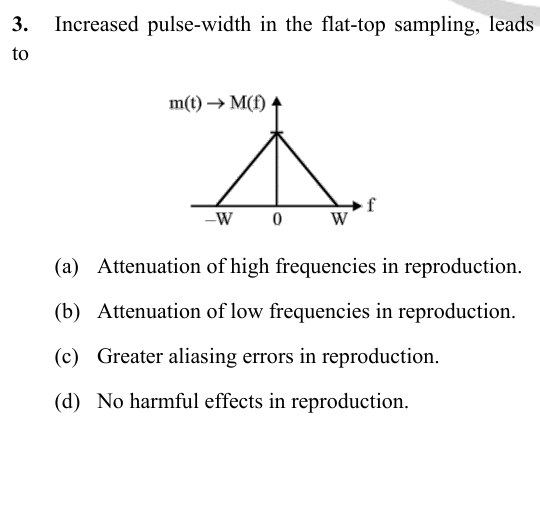 3. Increased pulse-width in the flat-top sampling, leads
to
m(t) → M(f)
f
–W 0 W
(a) Attenuation of high frequencies in reproduction.
(b) Attenuation of low frequencies in reproduction.
(c) Greater aliasing errors in reproduction.
(d) No harmful effects in reproduction.